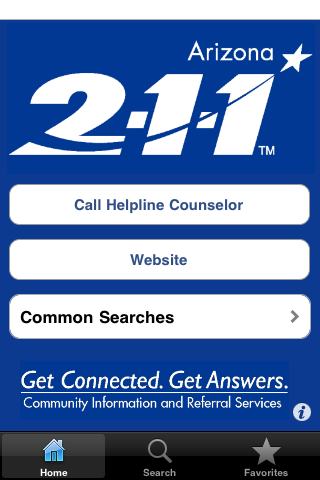 Arizona
2-1-1 TM
Call Helpline Counselor
Website
Common Searches
Get Connected. Get Answers.
Community Information and Referral Services
i
Home Search Favorites